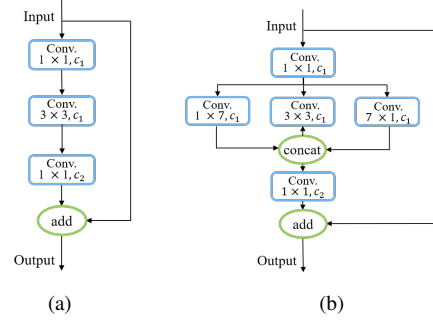 Input
Conv.
1 × 1, c₁
Conv.
3 × 3, c₁
Conv.
1 × 1, c₂
add
Output
(a)
Input
Conv.
1 × 1, c₁
Conv.
1 × 7, c₁
Conv.
3 × 3, c₁
Conv.
7 × 1, c₁
concat
Conv.
1 × 1, c₂
add
Output
(b)